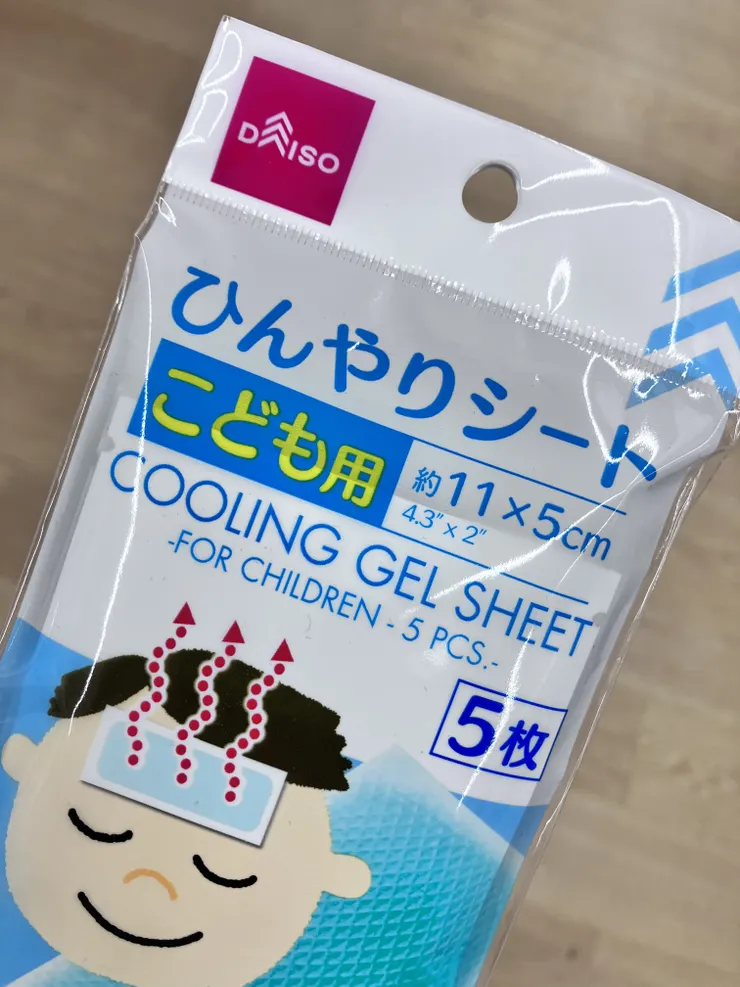 DAISO
ひんやりシート
こども用
約11×5cm
4.3"x 2"
COOLING GEL SHEET
-FOR CHILDREN - 5 PCS.-
5枚